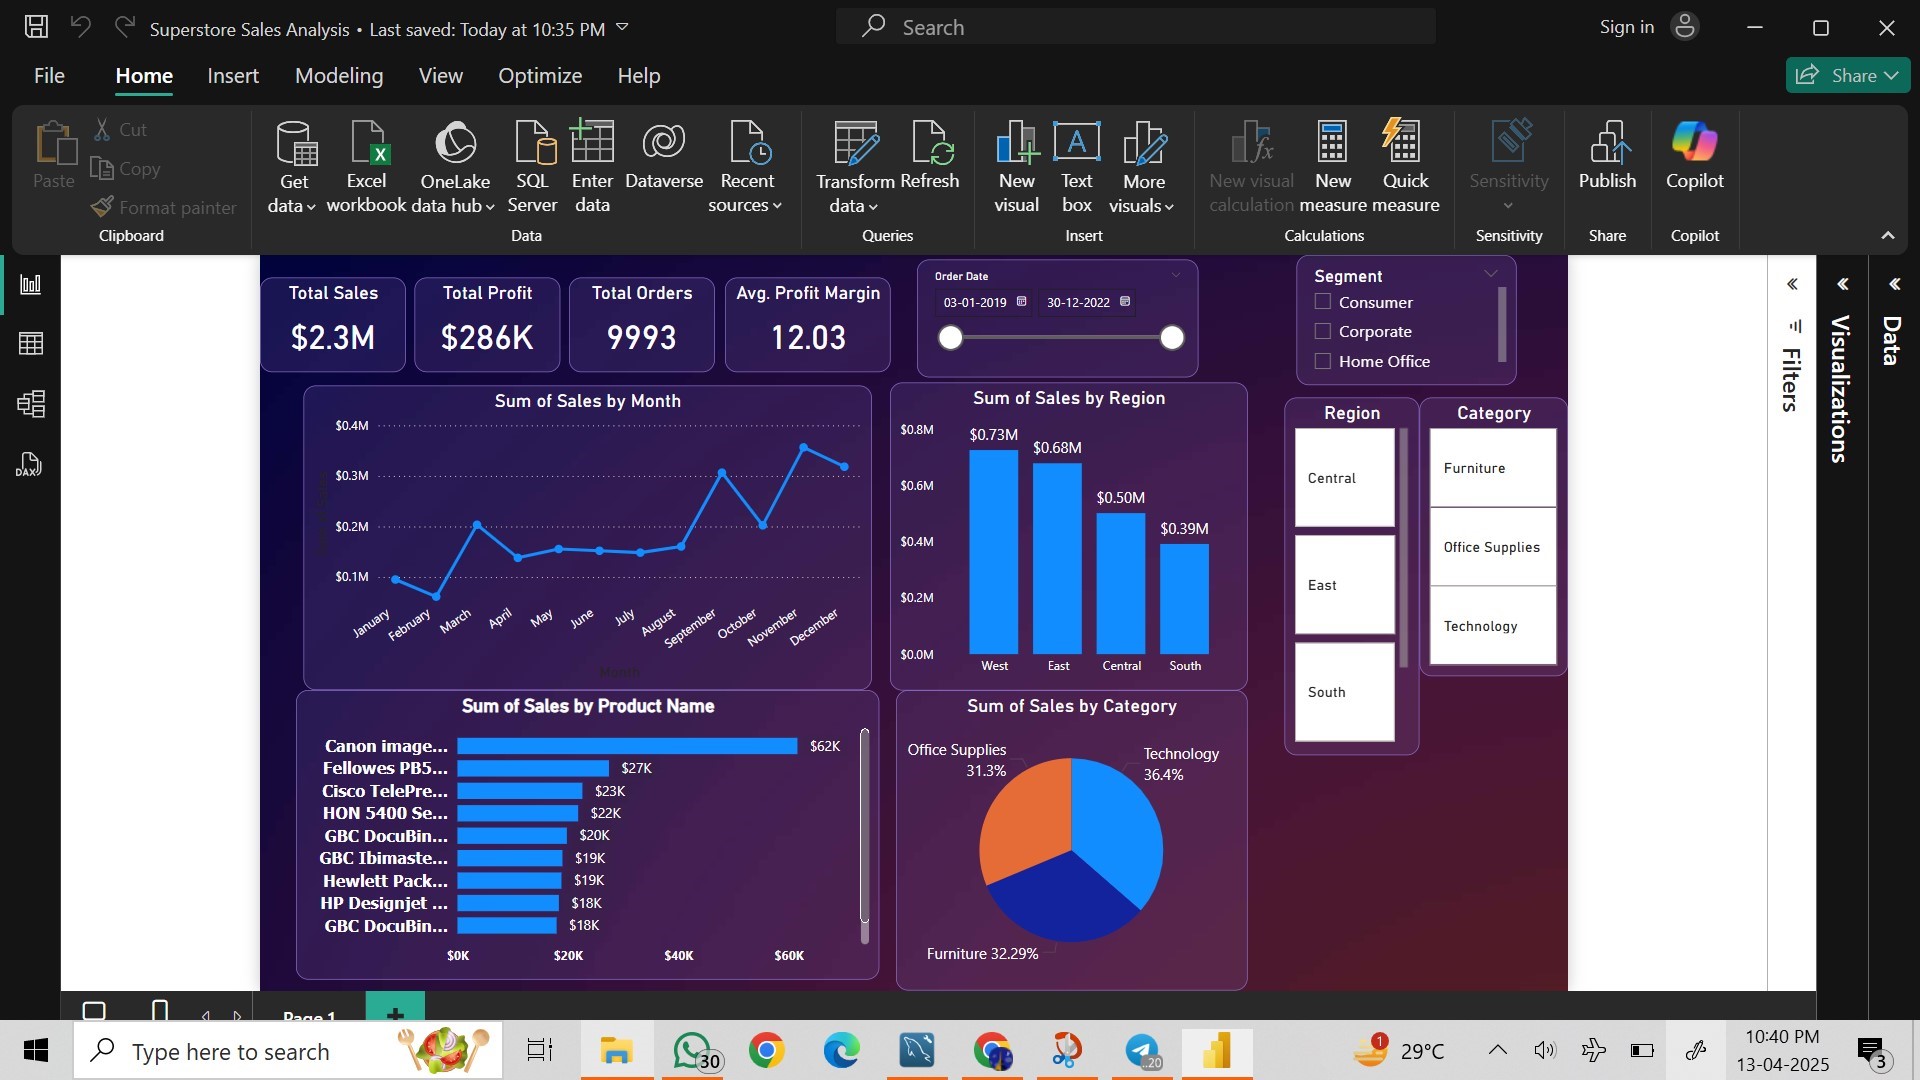 Superstore Sales Analysis • Last saved: Today at 10:35 PM
Search
Sign in
File
Home
Insert
Modeling
View
Optimize
Help
Share
Paste
Cut
Copy
Format painter
Clipboard
Get data
Excel workbook
OneLake data hub
SQL Server
Enter data
Dataverse
Recent sources
Data
Transform data
Refresh
Queries
New visual
Text box
More visuals
Insert
New visual calculation
New measure
Quick measure
Calculations
Sensitivity
Sensitivity
Publish
Share
Copilot
Copilot
Total Sales
$2.3M
Total Profit
$286K
Total Orders
9993
Avg. Profit Margin
12.03
Order Date
03-01-2019
30-12-2022
Segment
Consumer
Corporate
Home Office
Filters
Visualizations
Data
Sum of Sales by Month
$0.4M
$0.3M
$0.2M
$0.1M
January
February
March
April
May
June
July
August
September
October
November
December
Month
Sum of Sales by Region
$0.8M
$0.6M
$0.4M
$0.2M
$0.0M
$0.73M
$0.68M
$0.50M
$0.39M
West
East
Central
South
Region
Central
East
South
Category
Furniture
Office Supplies
Technology
Sum of Sales by Product Name
Canon image... $62K
Fellowes PB5... $27K
Cisco TelePre... $23K
HON 5400 Se... $22K
GBC DocuBin... $20K
GBC Ibimaste... $19K
Hewlett Pack... $19K
HP Designjet ... $18K
GBC DocuBin... $18K
$0K
$20K
$40K
$60K
Sum of Sales by Category
Office Supplies
31.3%
Technology
36.4%
Furniture 32.29%
DAX
Page 1
Type here to search
30
..20
1
29°C
10:40 PM
13-04-2025
3